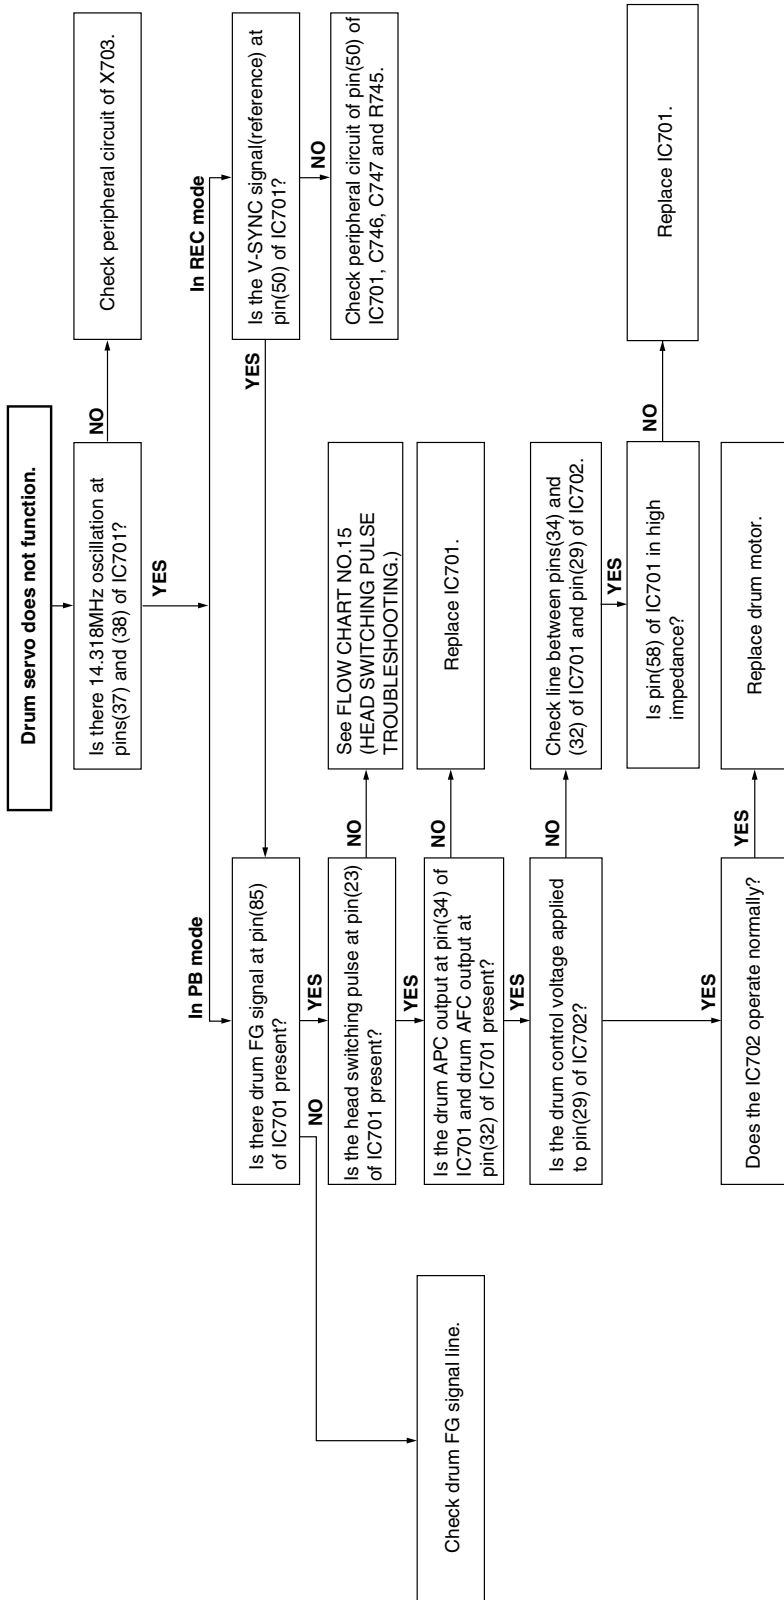 Drum servo does not function.
Is there 14.318MHz oscillation at
pins(37) and (38) of IC701?
NO
Check peripheral circuit of X703.
YES
In PB mode
In REC mode
Is the V-SYNC signal(reference) at
pin(50) of IC701?
YES
NO
Check peripheral circuit of pin(50) of
IC701, C746, C747 and R745.
Is there drum FG signal at pin(85)
of IC701 present?
NO
YES
Check drum FG signal line.
Is the head switching pulse at pin(23)
of IC701 present?
NO
See FLOW CHART NO.15
(HEAD SWITCHING PULSE
TROUBLESHOOTING.)
YES
Is the drum APC output at pin(34) of
IC701 and drum AFC output at
pin(32) of IC701 present?
NO
Replace IC701.
YES
Is the drum control voltage applied
to pin(29) of IC702?
NO
Check line between pins(34) and
(32) of IC701 and pin(29) of IC702.
YES
Is pin(58) of IC701 in high
impedance?
NO
Replace IC701.
YES
Does the IC702 operate normally?
YES
Replace drum motor.